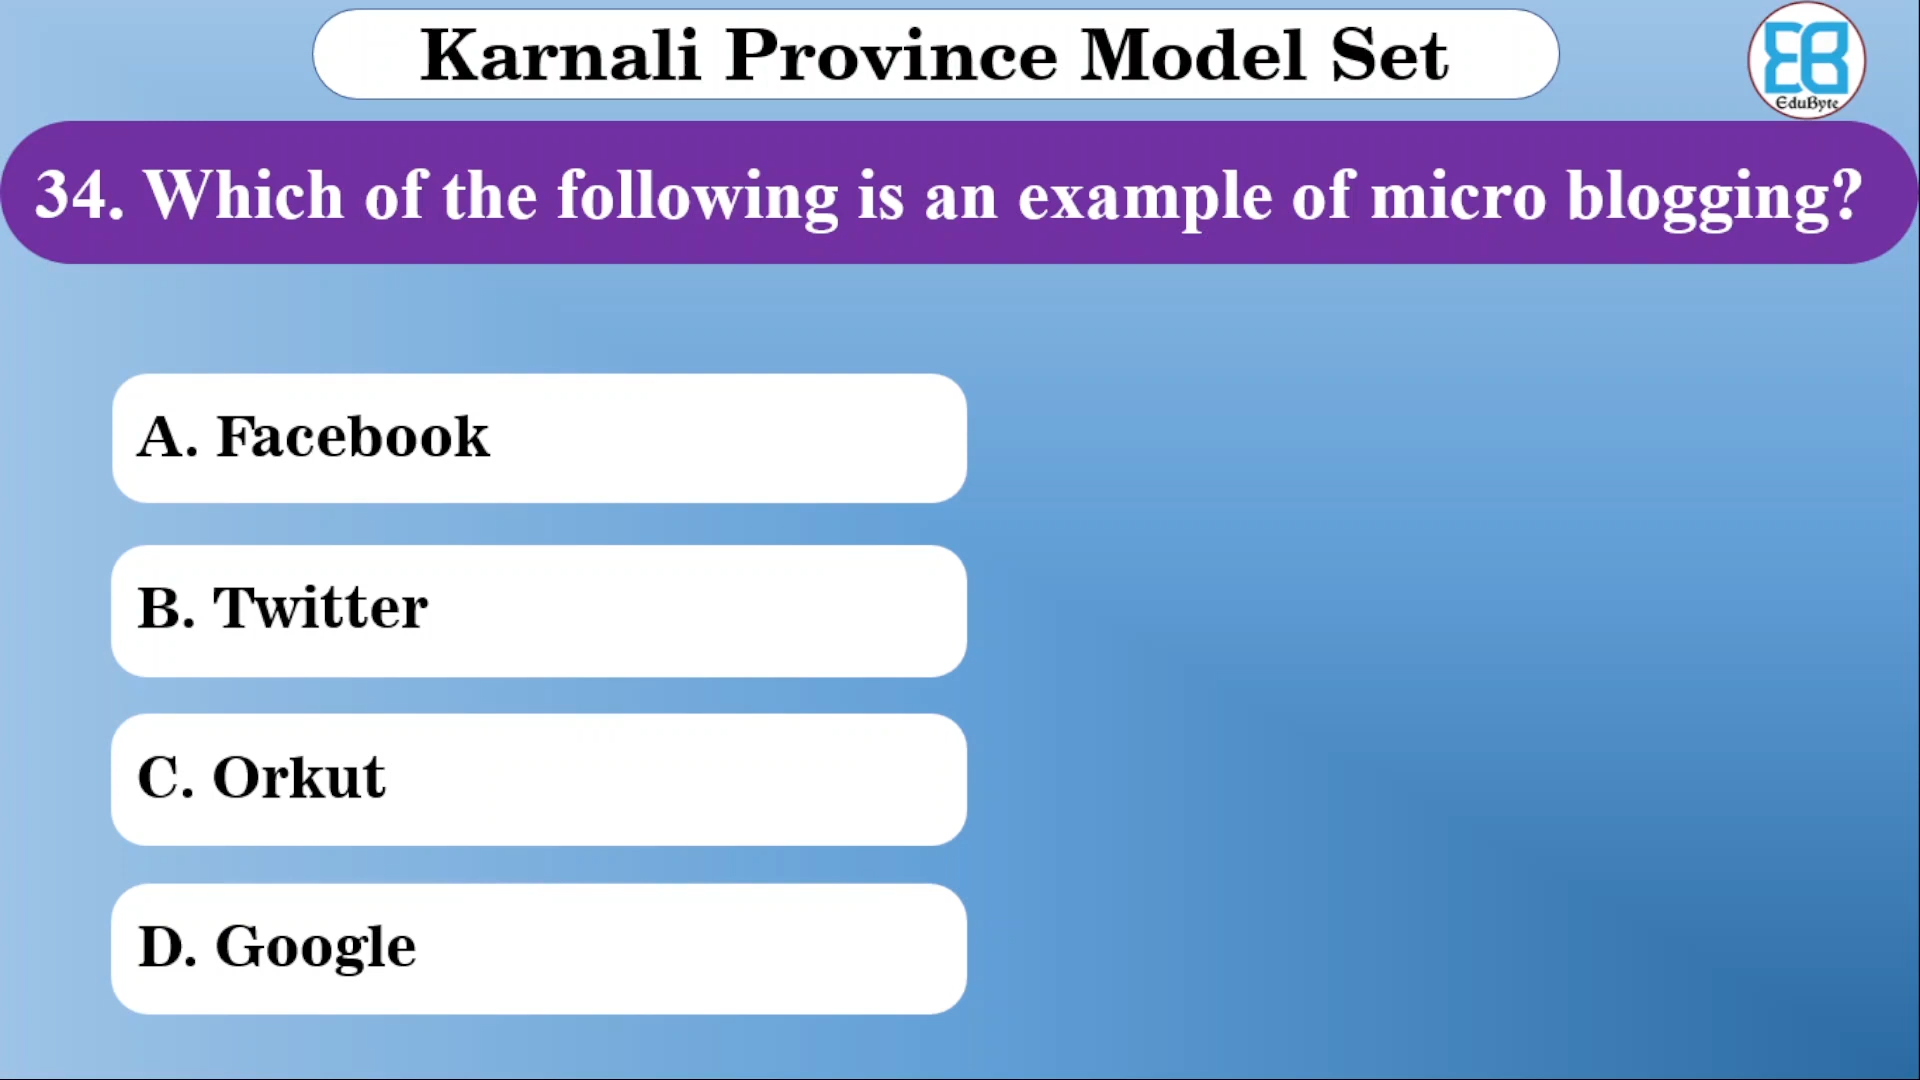 Karnali Province Model Set
EduByte
34. Which of the following is an example of micro blogging?
A. Facebook
B. Twitter
C. Orkut
D. Google